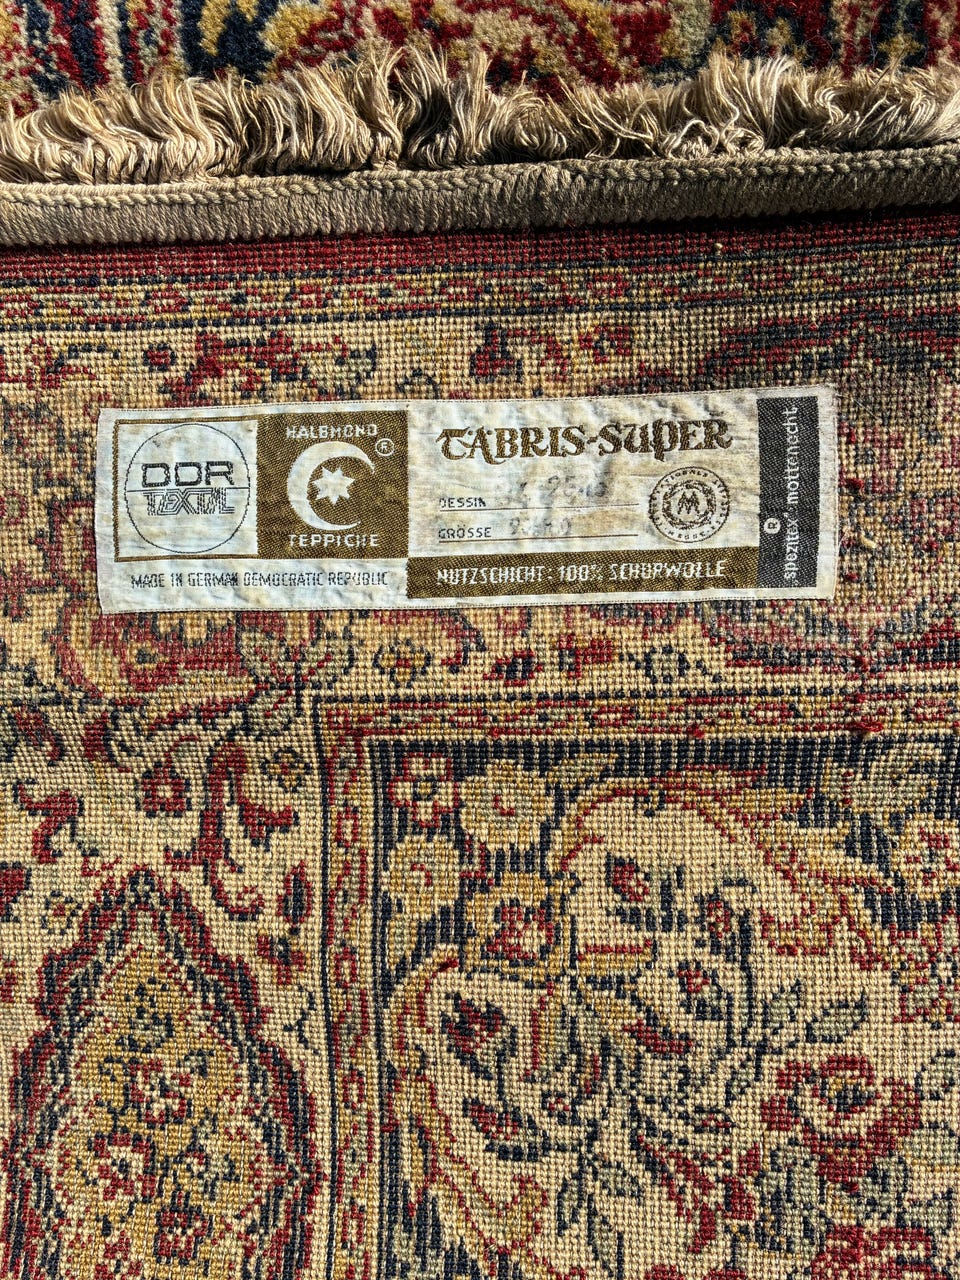 DDR
TEXTIL
HALBMOND ®
TEPPICHE
MADE IN GERMAN DEMOCRATIC REPUBLIC
TABRIS-SUPER
DESSIN
GRÖSSE
M
NUTZSCHICHT: 100% SCHURWOLLE
spezitex® mottenecht